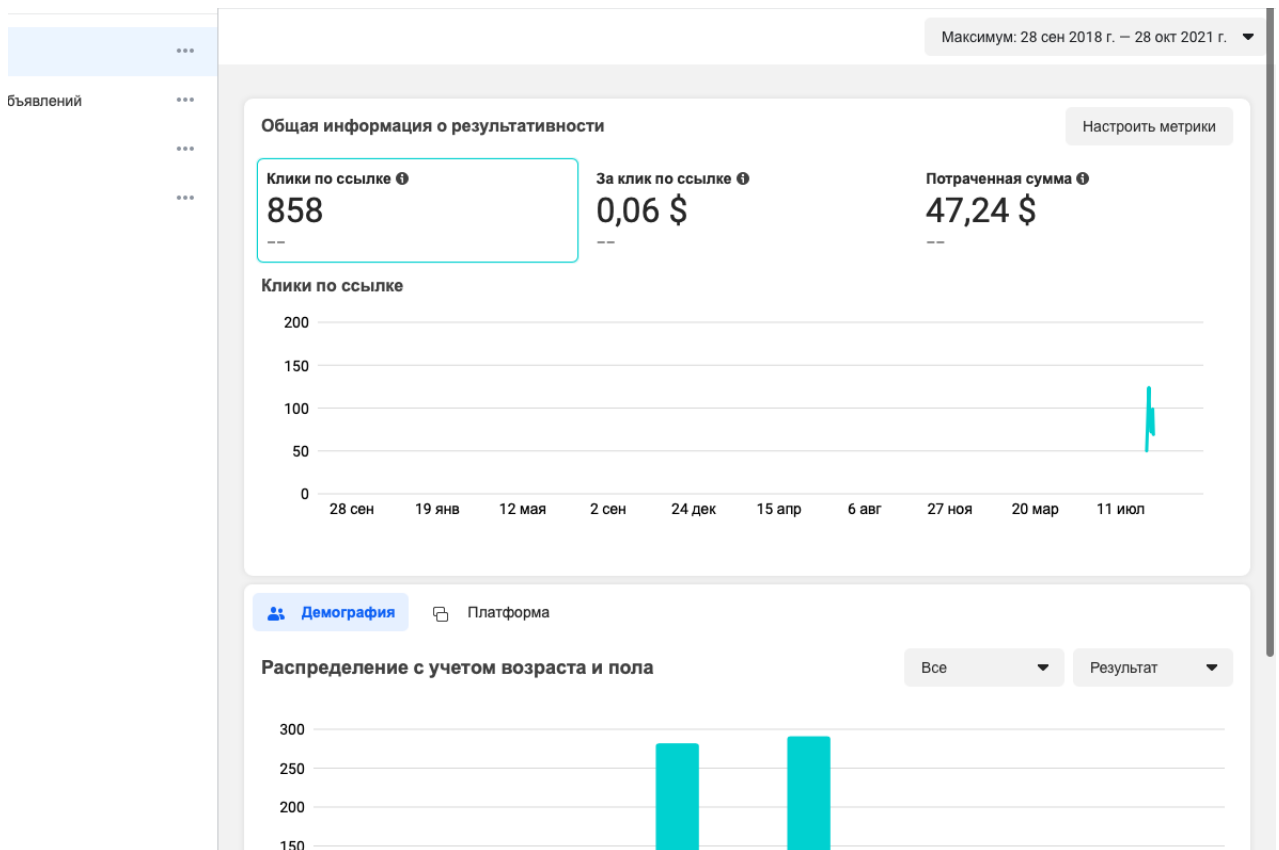 Максимум: 28 сен 2018 г. — 28 окт 2021 г.
бъявлений
Общая информация о результативности
Настроить метрики
Клики по ссылке
За клик по ссылке
Потраченная сумма
858
0,06 $
47,24 $
--
--
--
Клики по ссылке
200
150
100
50
0
28 сен 19 янв 12 мая 2 сен 24 дек 15 апр 6 авг 27 ноя 20 мар 11 июл
Демография
Платформа
Распределение с учетом возраста и пола
Все
Результат
300
250
200
150